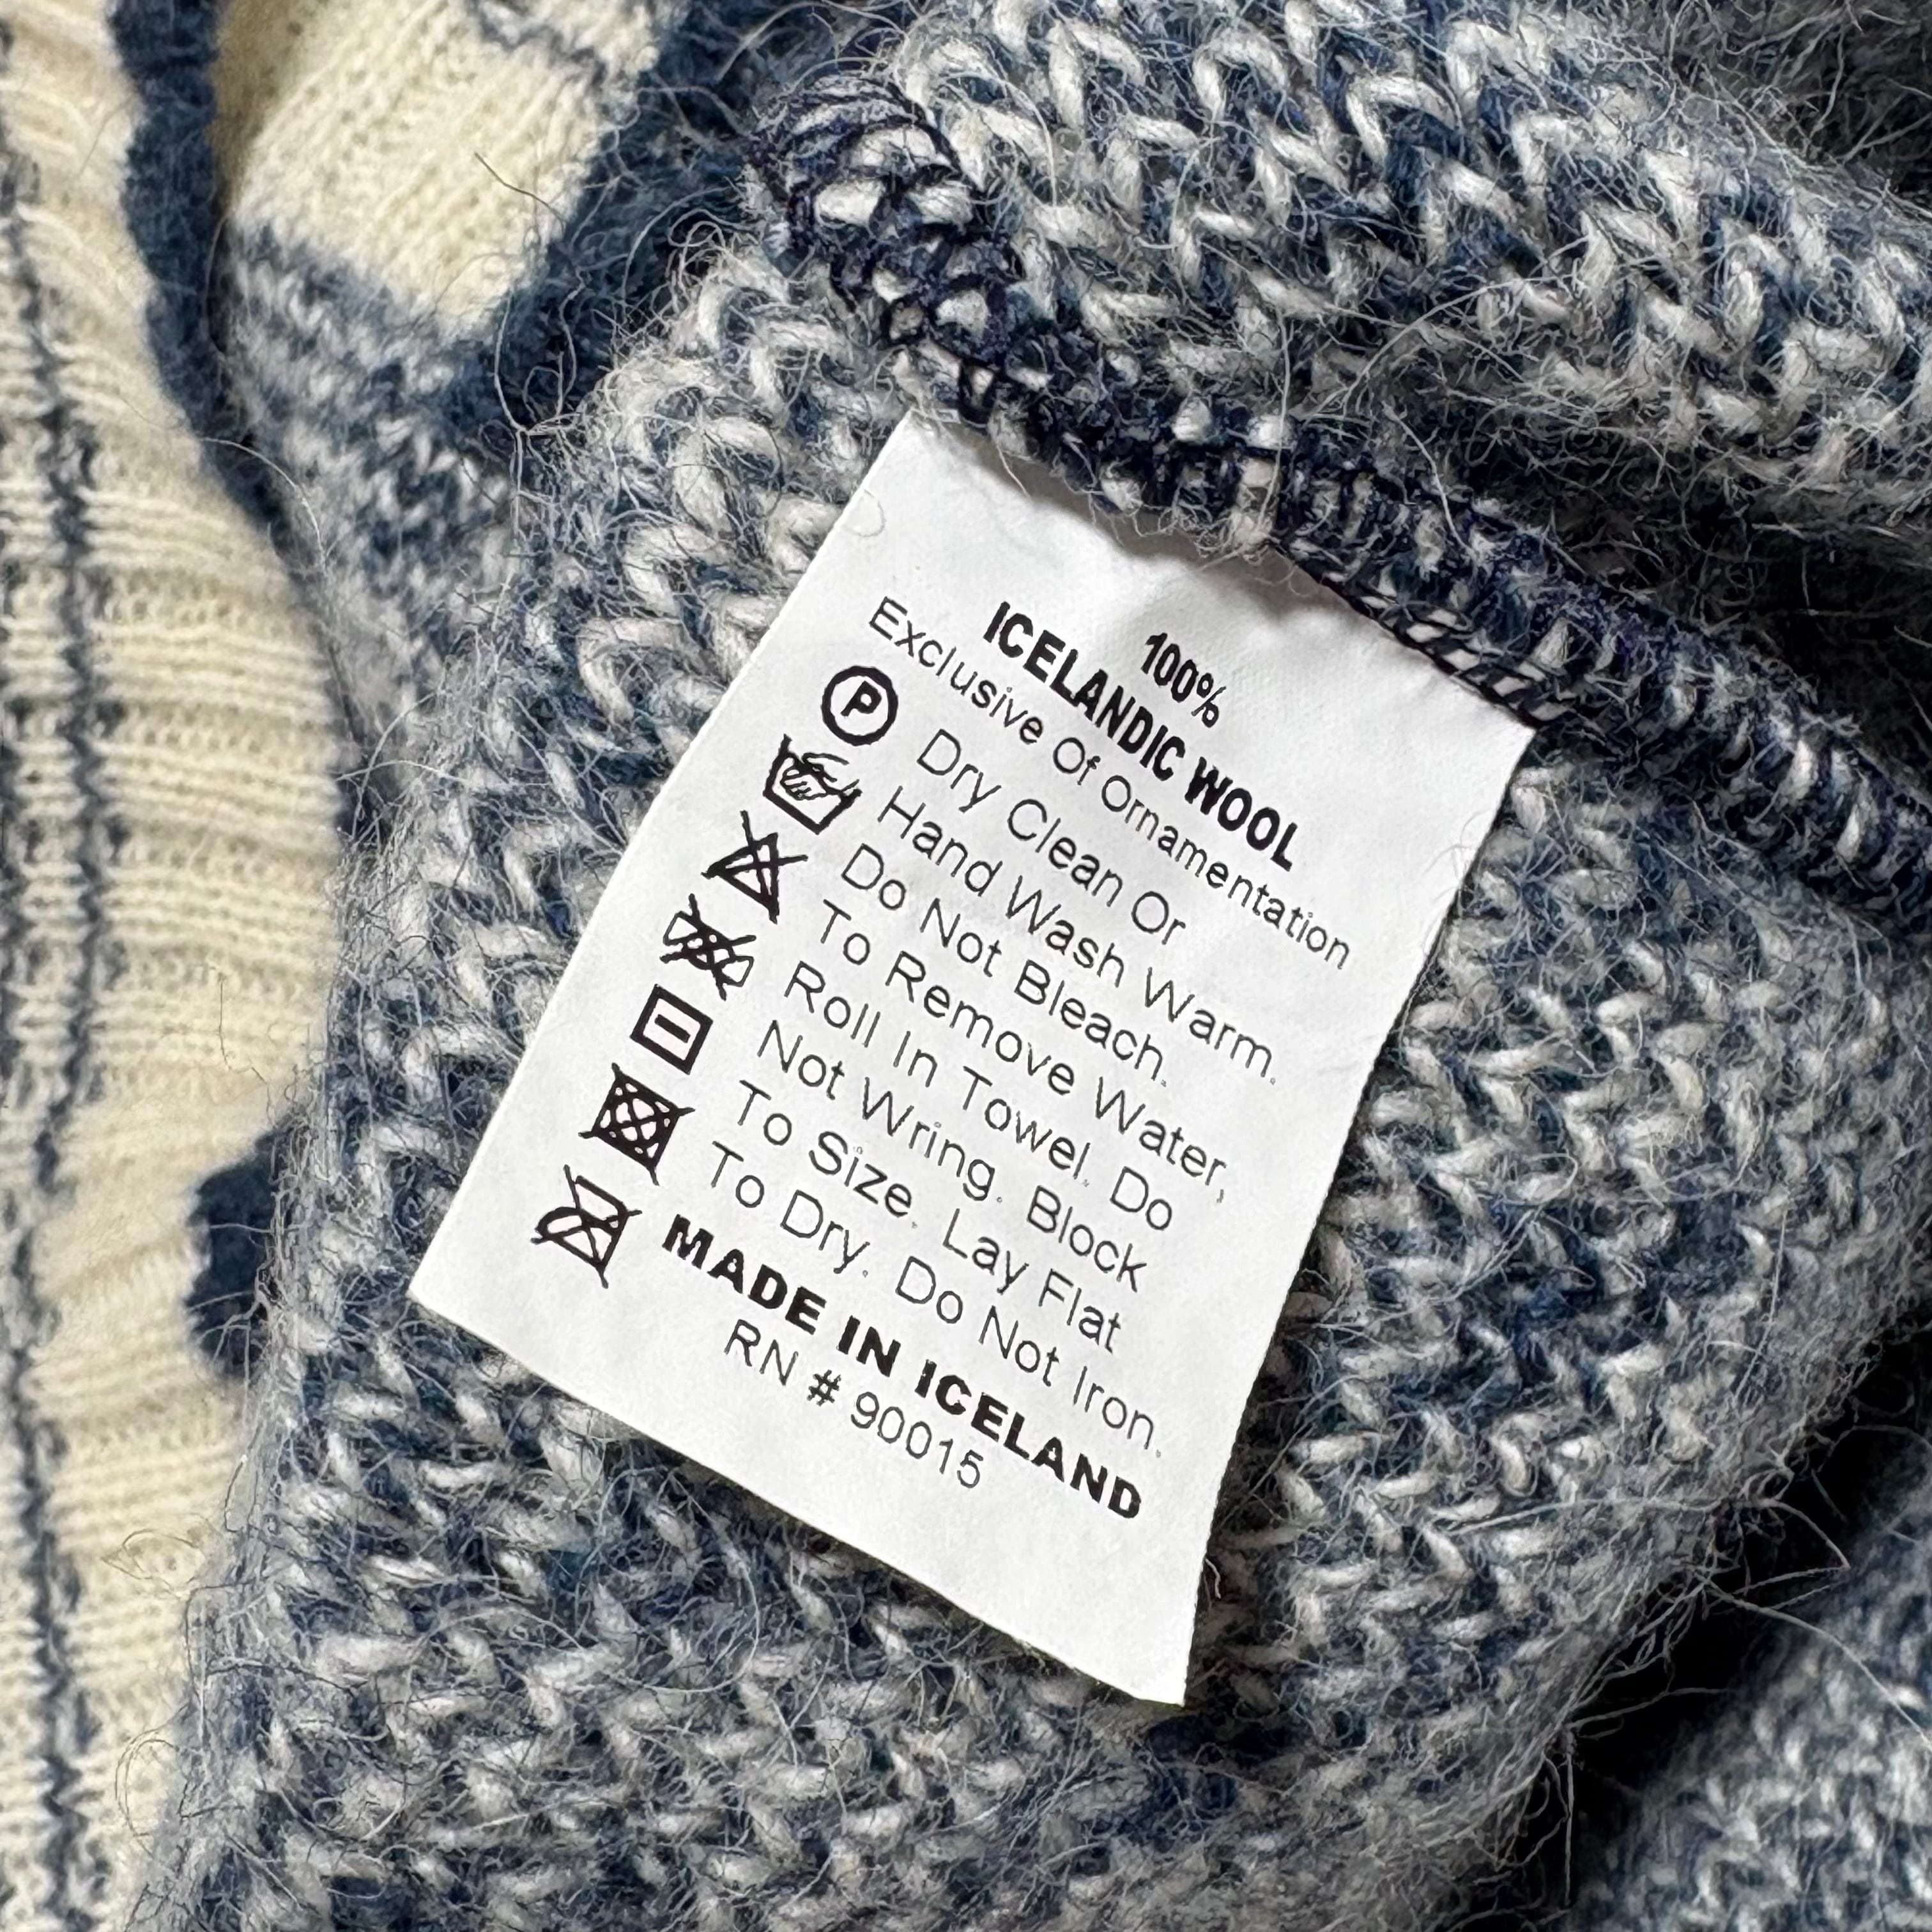 100%
ICELANDIC WOOL
Exclusive Of Ornamentation
P Dry Clean Or
Hand Wash Warm.
Do Not Bleach.
To Remove Water,
Roll In Towel. Do
Not Wring. Block
To Size. Lay Flat
To Dry. Do Not Iron.
MADE IN ICELAND
RN # 90015